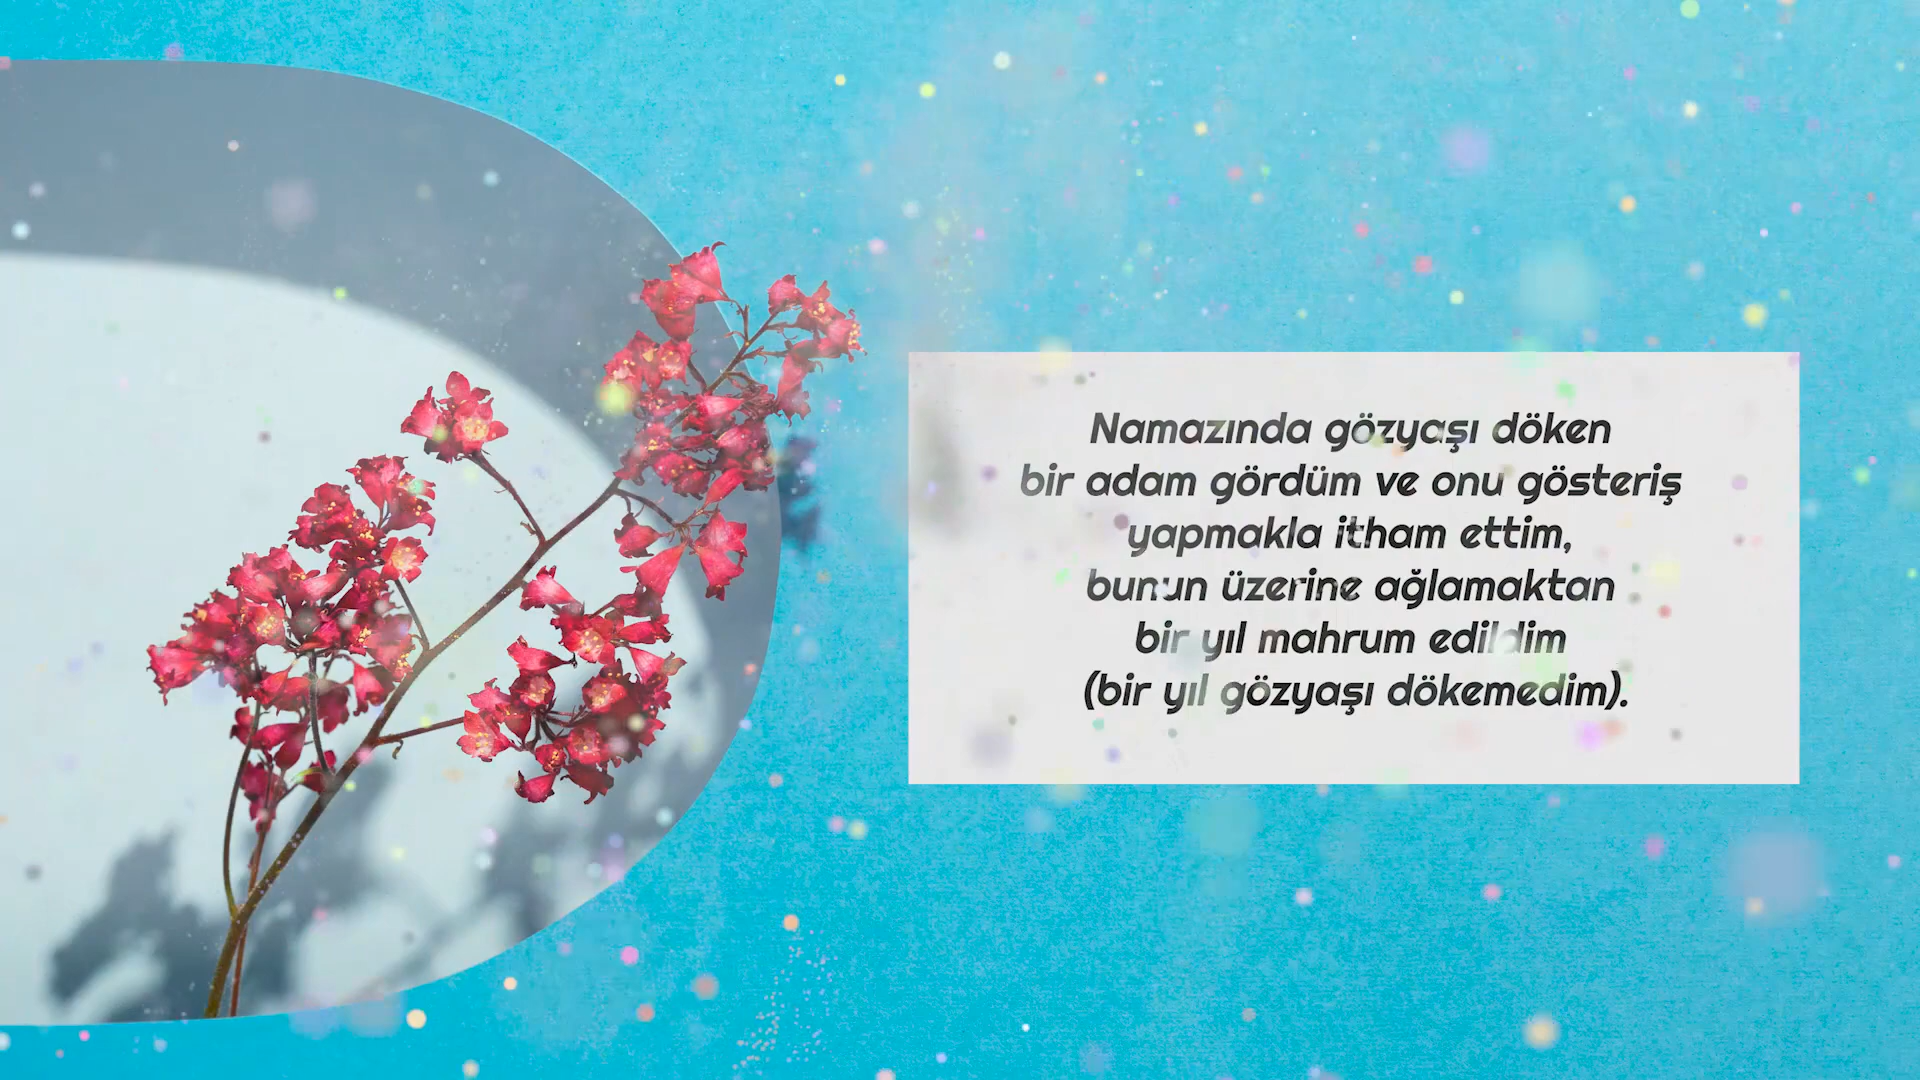 Namazında gözyaşı döken
bir adam gördüm ve onu gösteriş
yapmakla itham ettim,
bunun üzerine ağlamaktan
bir yıl mahrum edildim
(bir yıl gözyaşı dökemedim).